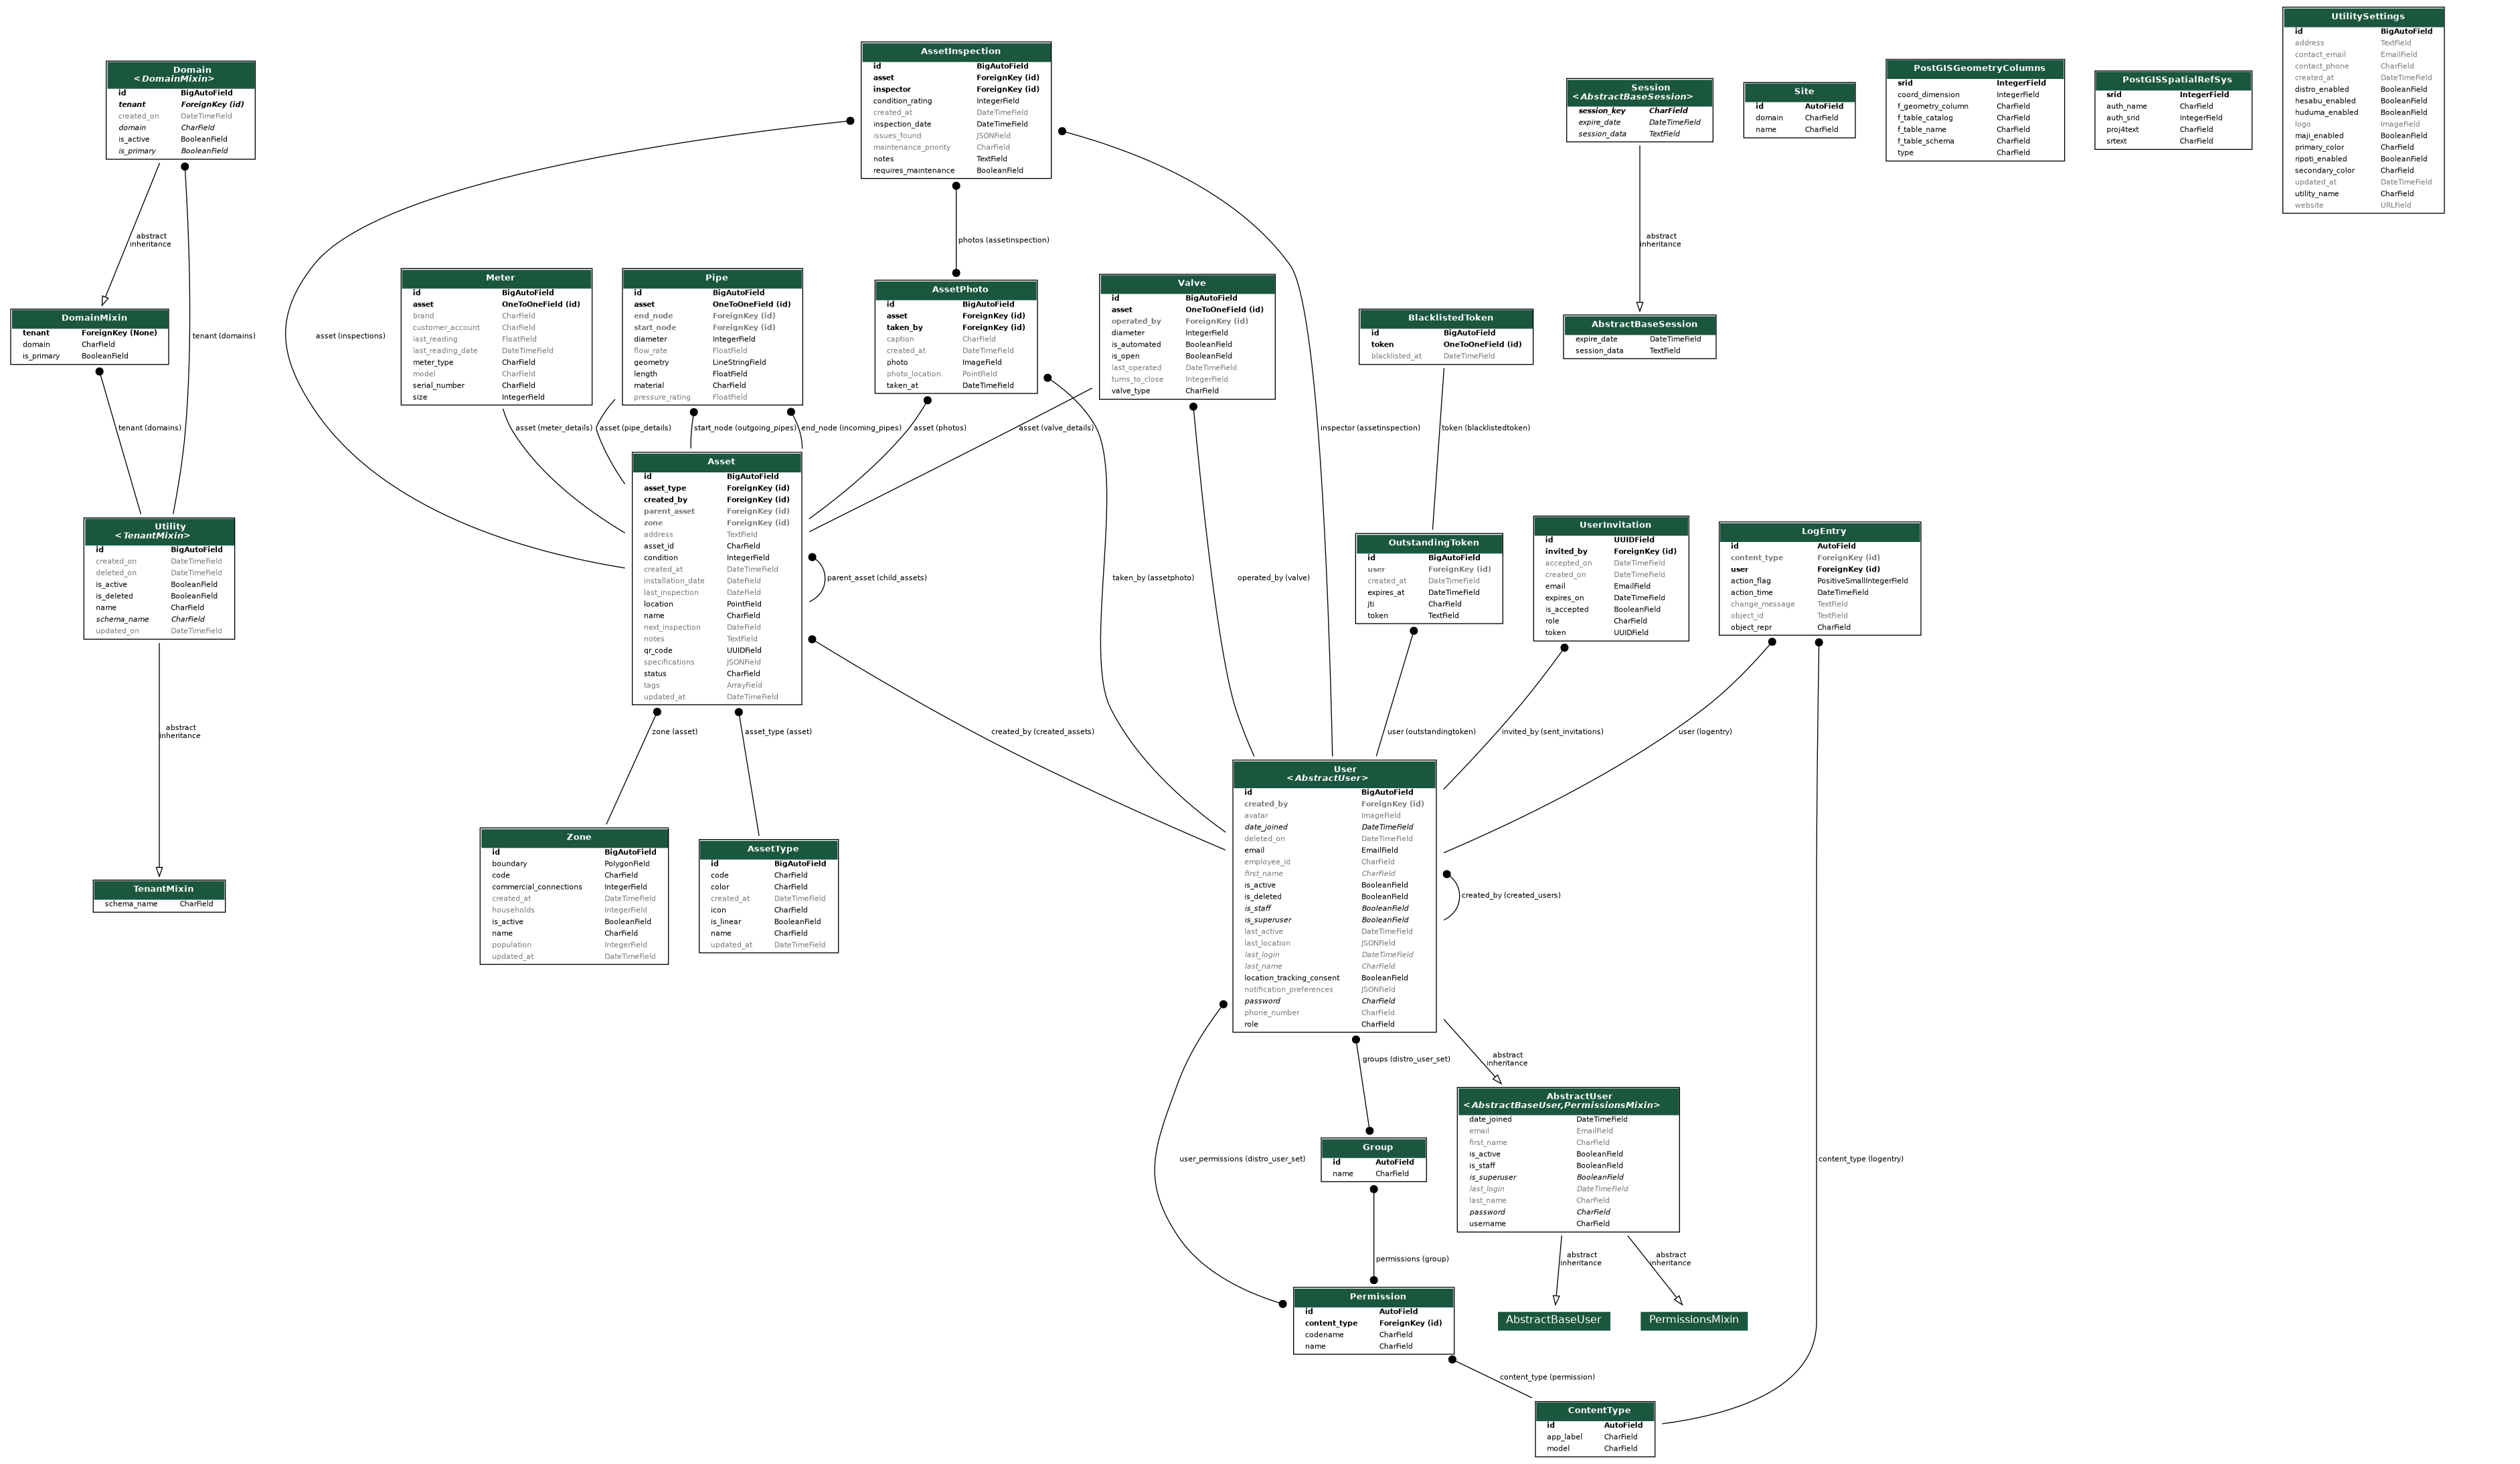 Domain
<DomainMixin>
id BigAutoField
tenant ForeignKey (id)
created_on DateTimeField
domain CharField
is_active BooleanField
is_primary BooleanField
AssetInspection
id BigAutoField
asset ForeignKey (id)
inspector ForeignKey (id)
condition_rating IntegerField
created_at DateTimeField
inspection_date DateTimeField
issues_found JSONField
maintenance_priority CharField
notes TextField
requires_maintenance BooleanField
Session
<AbstractBaseSession>
session_key CharField
expire_date DateTimeField
session_data TextField
Site
id AutoField
domain CharField
name CharField
PostGISGeometryColumns
srid IntegerField
coord_dimension IntegerField
f_geometry_column CharField
f_table_catalog CharField
f_table_name CharField
f_table_schema CharField
type CharField
PostGISSpatialRefSys
srid IntegerField
auth_name CharField
auth_srid IntegerField
proj4text CharField
srtext CharField
UtilitySettings
id BigAutoField
address TextField
contact_email EmailField
contact_phone CharField
created_at DateTimeField
distro_enabled BooleanField
hesabu_enabled BooleanField
huduma_enabled BooleanField
logo ImageField
maji_enabled BooleanField
primary_color CharField
ripoti_enabled BooleanField
secondary_color CharField
updated_at DateTimeField
utility_name CharField
website URLField
abstract
inheritance
photos (assetinspection)
abstract
inheritance
DomainMixin
tenant ForeignKey (None)
domain CharField
is_primary BooleanField
tenant (domains)
asset (inspections)
Meter
id BigAutoField
asset OneToOneField (id)
brand CharField
customer_account CharField
last_reading FloatField
last_reading_date DateTimeField
meter_type CharField
model CharField
serial_number CharField
size IntegerField
Pipe
id BigAutoField
asset OneToOneField (id)
end_node ForeignKey (id)
start_node ForeignKey (id)
diameter IntegerField
flow_rate FloatField
geometry LineStringField
length FloatField
material CharField
pressure_rating FloatField
AssetPhoto
id BigAutoField
asset ForeignKey (id)
taken_by ForeignKey (id)
caption CharField
created_at DateTimeField
photo ImageField
photo_location PointField
taken_at DateTimeField
Valve
id BigAutoField
asset OneToOneField (id)
operated_by ForeignKey (id)
diameter IntegerField
is_automated BooleanField
is_open BooleanField
last_operated DateTimeField
turns_to_close IntegerField
valve_type CharField
BlacklistedToken
id BigAutoField
token OneToOneField (id)
blacklisted_at DateTimeField
AbstractBaseSession
expire_date DateTimeField
session_data TextField
tenant (domains)
asset (meter_details)
asset (pipe_details)
start_node (outgoing_pipes)
end_node (incoming_pipes)
asset (photos)
asset (valve_details)
inspector (assetinspection)
token (blacklistedtoken)
Utility
<TenantMixin>
id BigAutoField
created_on DateTimeField
deleted_on DateTimeField
is_active BooleanField
is_deleted BooleanField
name CharField
schema_name CharField
updated_on DateTimeField
Asset
id BigAutoField
asset_type ForeignKey (id)
created_by ForeignKey (id)
parent_asset ForeignKey (id)
zone ForeignKey (id)
address TextField
asset_id CharField
condition IntegerField
created_at DateTimeField
installation_date DateField
last_inspection DateField
location PointField
name CharField
next_inspection DateField
notes TextField
qr_code UUIDField
specifications JSONField
status CharField
tags ArrayField
updated_at DateTimeField
parent_asset (child_assets)
taken_by (assetphoto)
operated_by (valve)
OutstandingToken
id BigAutoField
user ForeignKey (id)
created_at DateTimeField
expires_at DateTimeField
jti CharField
token TextField
UserInvitation
id UUIDField
invited_by ForeignKey (id)
accepted_on DateTimeField
created_on DateTimeField
email EmailField
expires_on DateTimeField
is_accepted BooleanField
role CharField
token UUIDField
LogEntry
id AutoField
content_type ForeignKey (id)
user ForeignKey (id)
action_flag PositiveSmallIntegerField
action_time DateTimeField
change_message TextField
object_id TextField
object_repr CharField
abstract
inheritance
zone (asset)
asset_type (asset)
created_by (created_assets)
user (outstandingtoken)
invited_by (sent_invitations)
user (logentry)
TenantMixin
schema_name CharField
Zone
id BigAutoField
boundary PolygonField
code CharField
commercial_connections IntegerField
created_at DateTimeField
households IntegerField
is_active BooleanField
name CharField
population IntegerField
updated_at DateTimeField
AssetType
id BigAutoField
code CharField
color CharField
created_at DateTimeField
icon CharField
is_linear BooleanField
name CharField
updated_at DateTimeField
User
<AbstractUser>
id BigAutoField
created_by ForeignKey (id)
avatar ImageField
date_joined DateTimeField
deleted_on DateTimeField
email EmailField
employee_id CharField
first_name CharField
is_active BooleanField
is_deleted BooleanField
is_staff BooleanField
is_superuser BooleanField
last_active DateTimeField
last_location JSONField
last_login DateTimeField
last_name CharField
location_tracking_consent BooleanField
notification_preferences JSONField
password CharField
phone_number CharField
role CharField
created_by (created_users)
groups (distro_user_set)
abstract
inheritance
user_permissions (distro_user_set)
Group
id AutoField
name CharField
AbstractUser
<AbstractBaseUser,PermissionsMixin>
date_joined DateTimeField
email EmailField
first_name CharField
is_active BooleanField
is_staff BooleanField
is_superuser BooleanField
last_login DateTimeField
last_name CharField
password CharField
username CharField
content_type (logentry)
permissions (group)
abstract
inheritance
abstract
inheritance
Permission
id AutoField
content_type ForeignKey (id)
codename CharField
name CharField
AbstractBaseUser
PermissionsMixin
content_type (permission)
ContentType
id AutoField
app_label CharField
model CharField